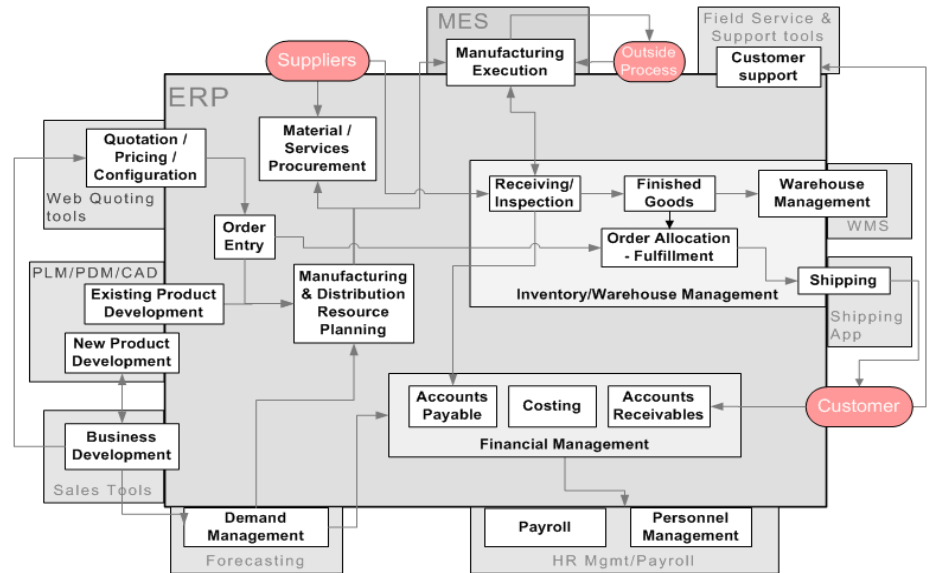 MES
Field Service &
Support tools
Suppliers
Manufacturing
Execution
Outside
Process
Customer
support
ERP
Quotation /
Pricing /
Configuration
Material /
Services
Procurement
Web Quoting
tools
Receiving/
Inspection
Finished
Goods
Warehouse
Management
WMS
Order
Entry
Order Allocation
- Fulfillment
PLM/PDM/CAD
Existing Product
Development
Manufacturing
& Distribution
Resource
Planning
Shipping
Inventory/Warehouse Management
Shipping
App
New Product
Development
Accounts
Payable
Costing
Accounts
Receivables
Customer
Business
Development
Financial Management
Sales Tools
Demand
Management
Payroll
Personnel
Management
Forecasting
HR Mgmt/Payroll